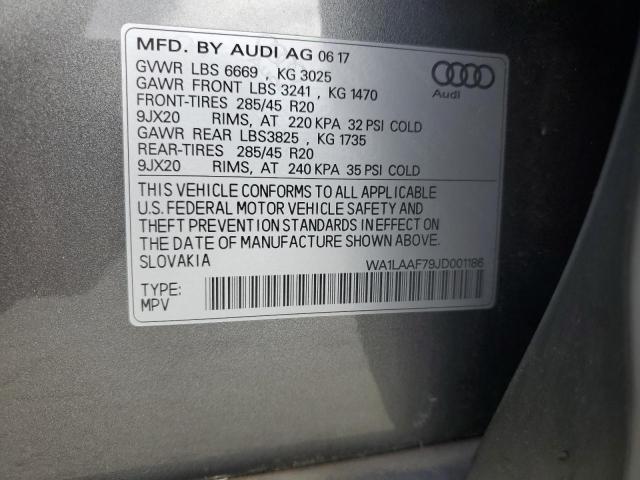 MFD. BY AUDI AG 06 17
GVWR LBS 6669 , KG 3025
GAWR FRONT LBS 3241 , KG 1470
FRONT-TIRES 285/45 R20
9JX20 RIMS, AT 220 KPA 32 PSI COLD
GAWR REAR LBS3825 , KG 1735
REAR-TIRES 285/45 R20
9JX20 RIMS, AT 240 KPA 35 PSI COLD
Audi
THIS VEHICLE CONFORMS TO ALL APPLICABLE
U.S. FEDERAL MOTOR VEHICLE SAFETY AND
THEFT PREVENTION STANDARDS IN EFFECT ON
THE DATE OF MANUFACTURE SHOWN ABOVE
SLOVAKIA
WA1LAAF79JD001186
TYPE:
MPV